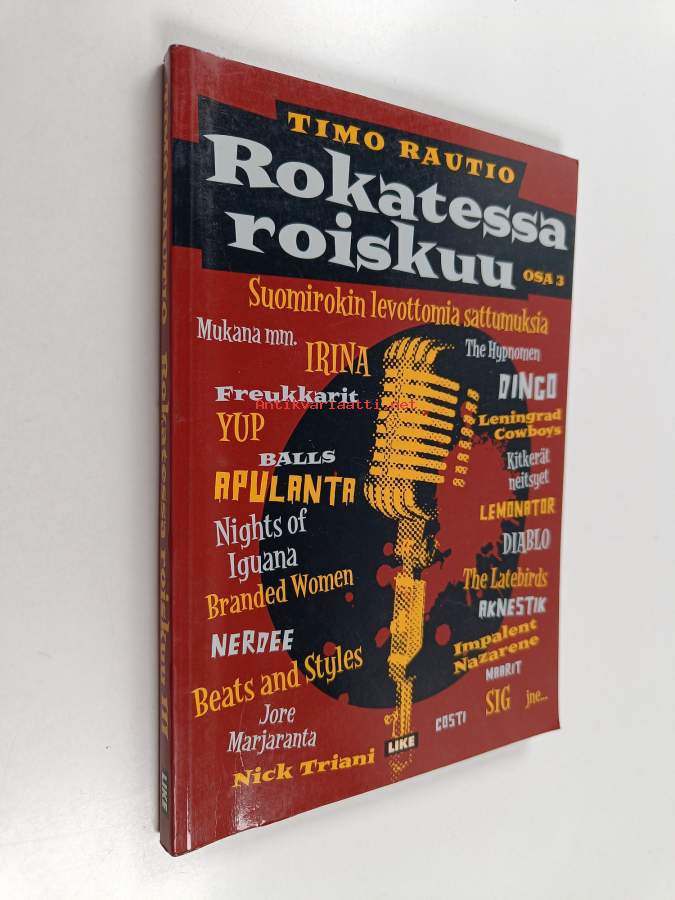 TIMO RAUTIO
Rokatessa
roiskuu
OSA 3
Suomirokin levottomia sattumuksia
Mukana mm.
IRINA
Freukkarit
YUP
BALLS
APULANTA
Nights of
Iguana
Branded Women
NERDEE
Beats and Styles
Jore
Marjaranta
Nick Triani
The Hypnomen
DINGO
Leningrad
Cowboys
Kitkerät
neitsyet
LEMONATOR
DIABLO
The Latebirds
AKNESTIK
Impalent
Nazarene
MAARIT
SIG jne...
COSTI
LIKE
Antikvariaatti.net
TIMO RAUTIO Rokatessa roiskuu III LIKE